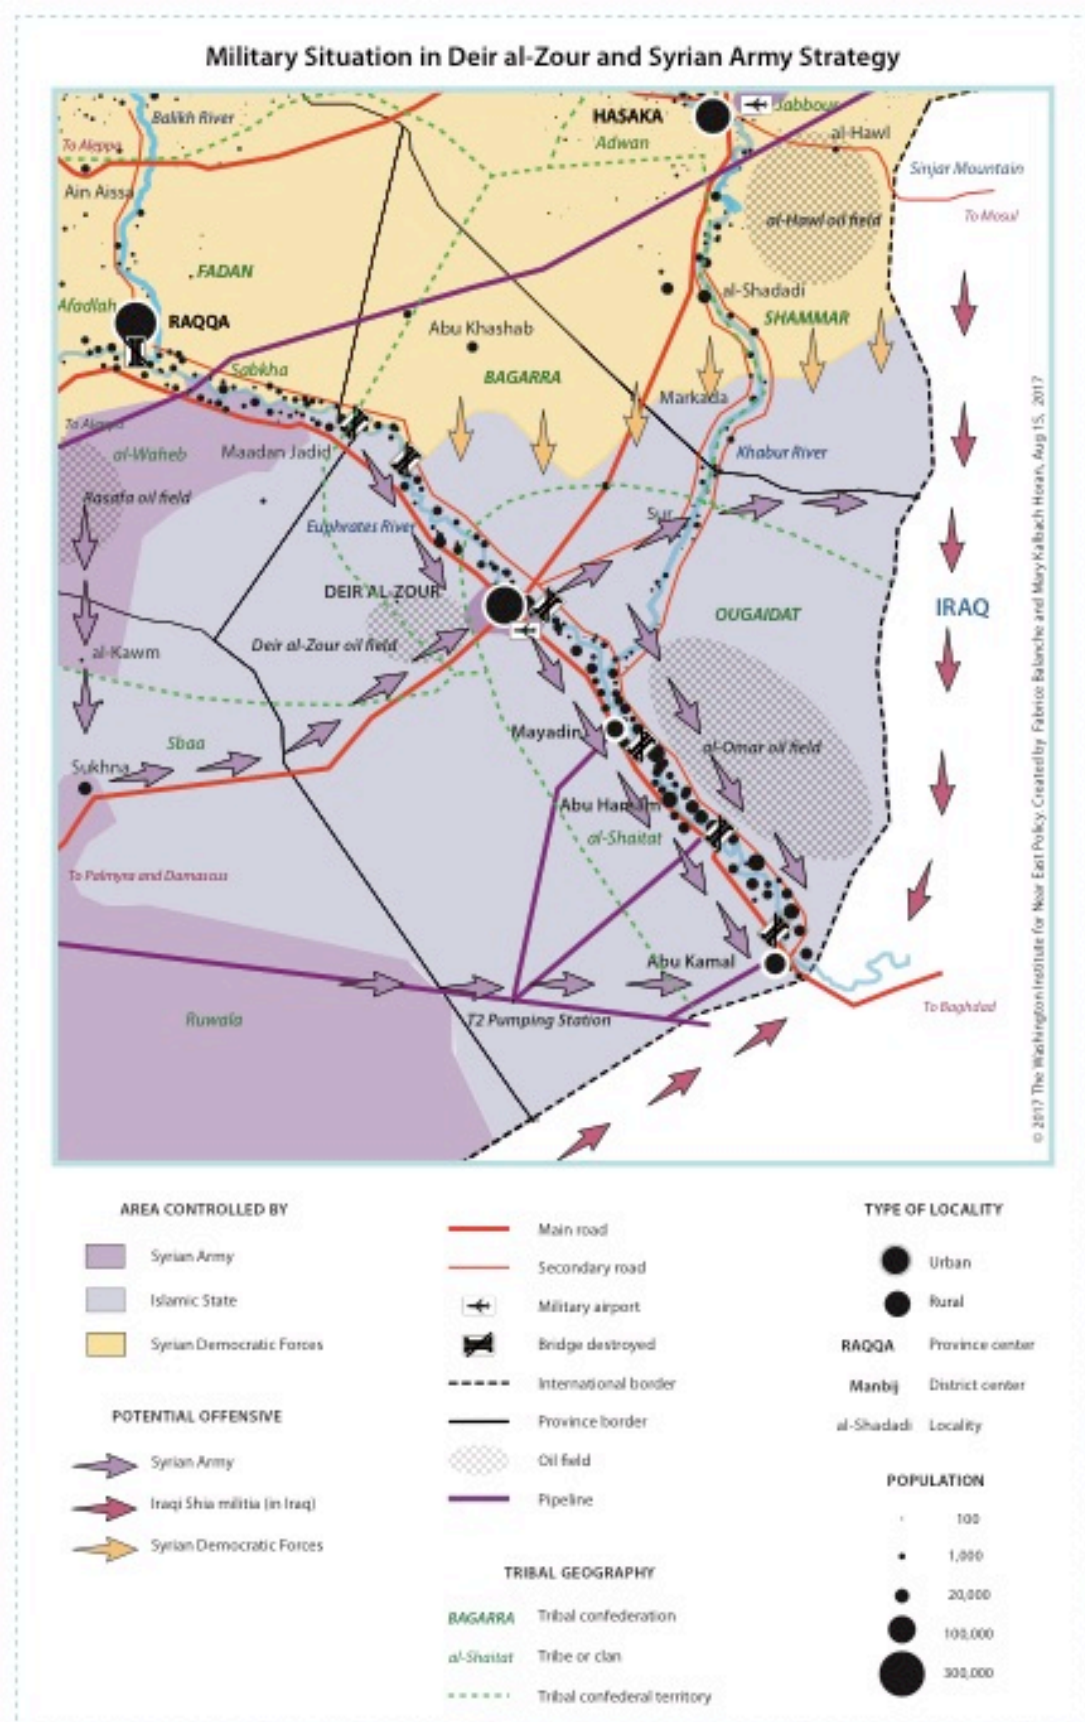 Military Situation in Deir al-Zour and Syrian Army Strategy
Balikh River
HASAKA
Jabbour
al-Hawl
Adwan
To Aleppo
Sinjar Mountain
Ain Aissa
To Mosul
al-Hawl oil field
FADAN
al-Shadadi
Afadlah
SHAMMAR
RAQQA
Abu Khashab
Sabkha
BAGARRA
Markada
To Aleppo
al-Waheb
Maadan Jadid
Khabur River
Rasafa oil field
Sur
Euphrates River
DEIR AL-ZOUR
IRAQ
OUGAIDAT
Deir al-Zour oil field
al-Kawm
Mayadin
Sbaa
al-Omar oil field
Sukhna
Abu Hamam
al-Shaitat
To Palmyra and Damascus
Abu Kamal
To Baghdad
Ruwala
T2 Pumping Station
© 2017 The Washington Institute for Near East Policy. Created by Fabrice Balanche and Mary Kalbach Horan, Aug 15, 2017
AREA CONTROLLED BY
Syrian Army
Islamic State
Syrian Democratic Forces
POTENTIAL OFFENSIVE
Syrian Army
Iraqi Shia militia (in Iraq)
Syrian Democratic Forces
Main road
Secondary road
Military airport
Bridge destroyed
International border
Province border
Oil field
Pipeline
TRIBAL GEOGRAPHY
BAGARRA Tribal confederation
al-Shaitat Tribe or clan
Tribal confederal territory
TYPE OF LOCALITY
Urban
Rural
RAQQA Province center
Manbij District center
al-Shadadi Locality
POPULATION
100
1,000
20,000
100,000
300,000